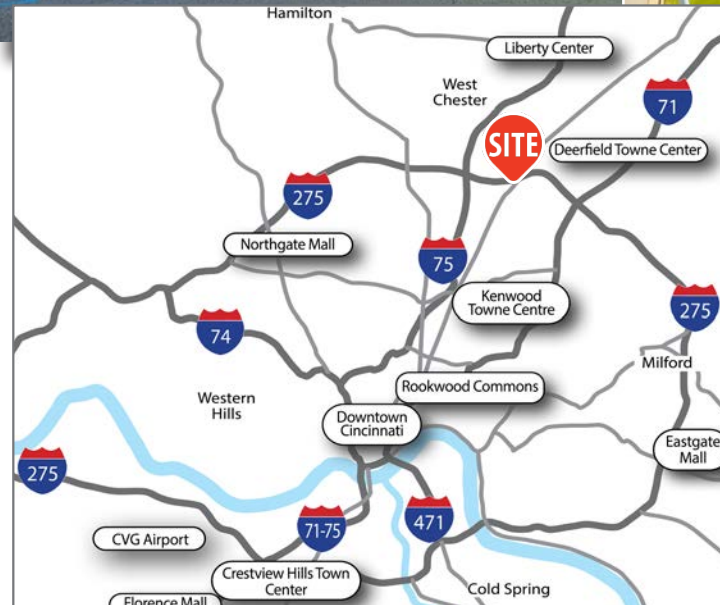 Hamilton
Liberty Center
West
Chester
71
SITE
Deerfield Towne Center
275
Northgate Mall
75
Kenwood
Towne Centre
275
74
Milford
Western
Hills
Rookwood Commons
Downtown
Cincinnati
Eastgate
Mall
275
71-75
471
CVG Airport
Crestview Hills Town
Center
Cold Spring
Florence Mall